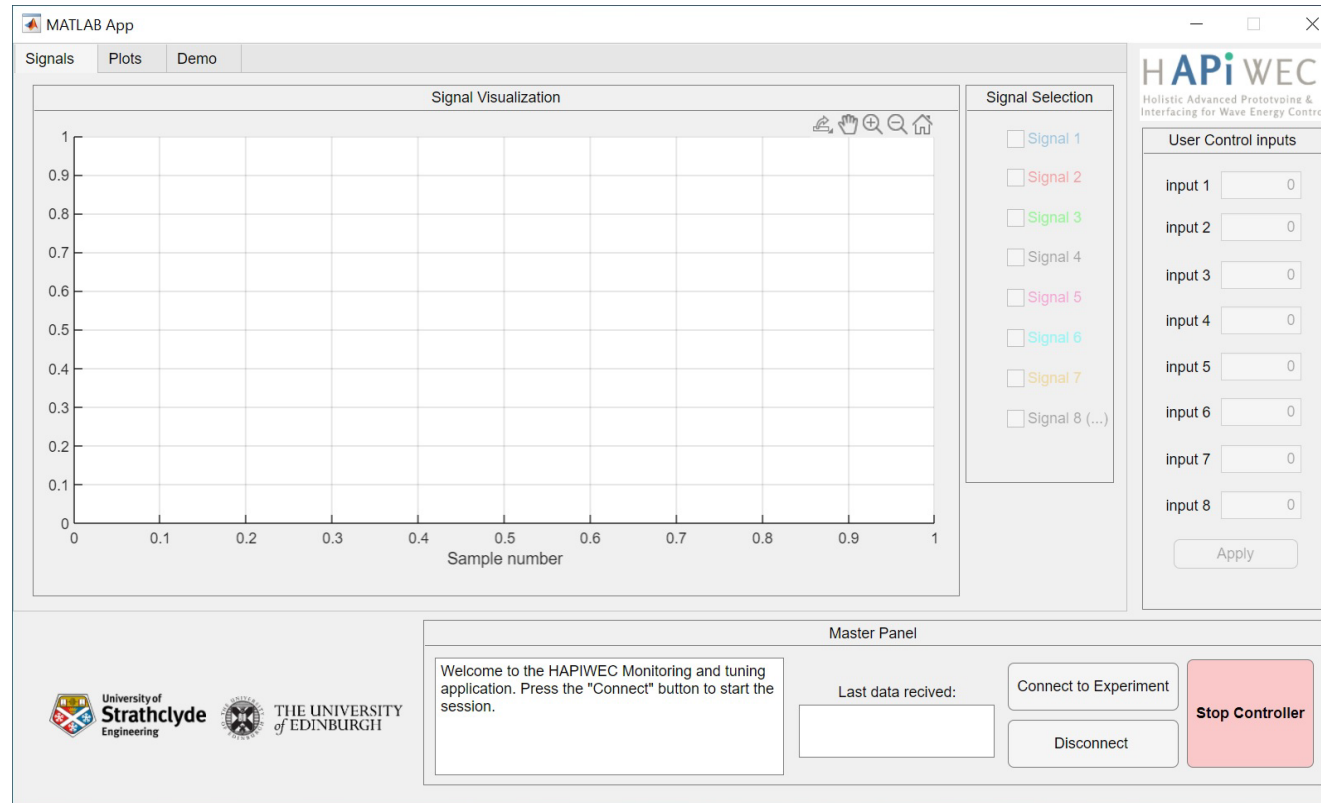 MATLAB App
Signals Plots Demo
Signal Visualization
1
0.9
0.8
0.7
0.6
0.5
0.4
0.3
0.2
0.1
0
0 0.1 0.2 0.3 0.4 0.5 0.6 0.7 0.8 0.9 1
Sample number
Signal Selection
Signal 1
Signal 2
Signal 3
Signal 4
Signal 5
Signal 6
Signal 7
Signal 8 (...)
HAPiWEC
Holistic Advanced Prototyping &
Interfacing for Wave Energy Contro
User Control inputs
input 1 0
input 2 0
input 3 0
input 4 0
input 5 0
input 6 0
input 7 0
input 8 0
Apply
University of
Strathclyde
Engineering
THE UNIVERSITY
of EDINBURGH
Master Panel
Welcome to the HAPIWEC Monitoring and tuning
application. Press the "Connect" button to start the
session.
Last data recived:
Connect to Experiment
Disconnect
Stop Controller